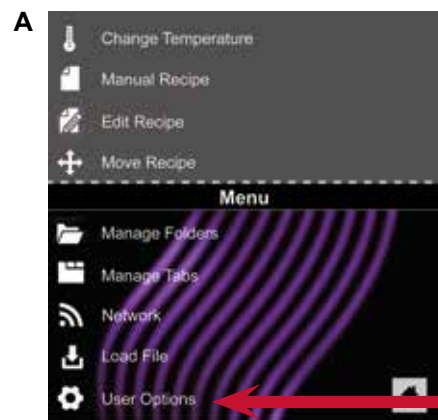 A
Change Temperature
Manual Recipe
Edit Recipe
Move Recipe
Menu
Manage Folders
Manage Tabs
Network
Load File
User Options